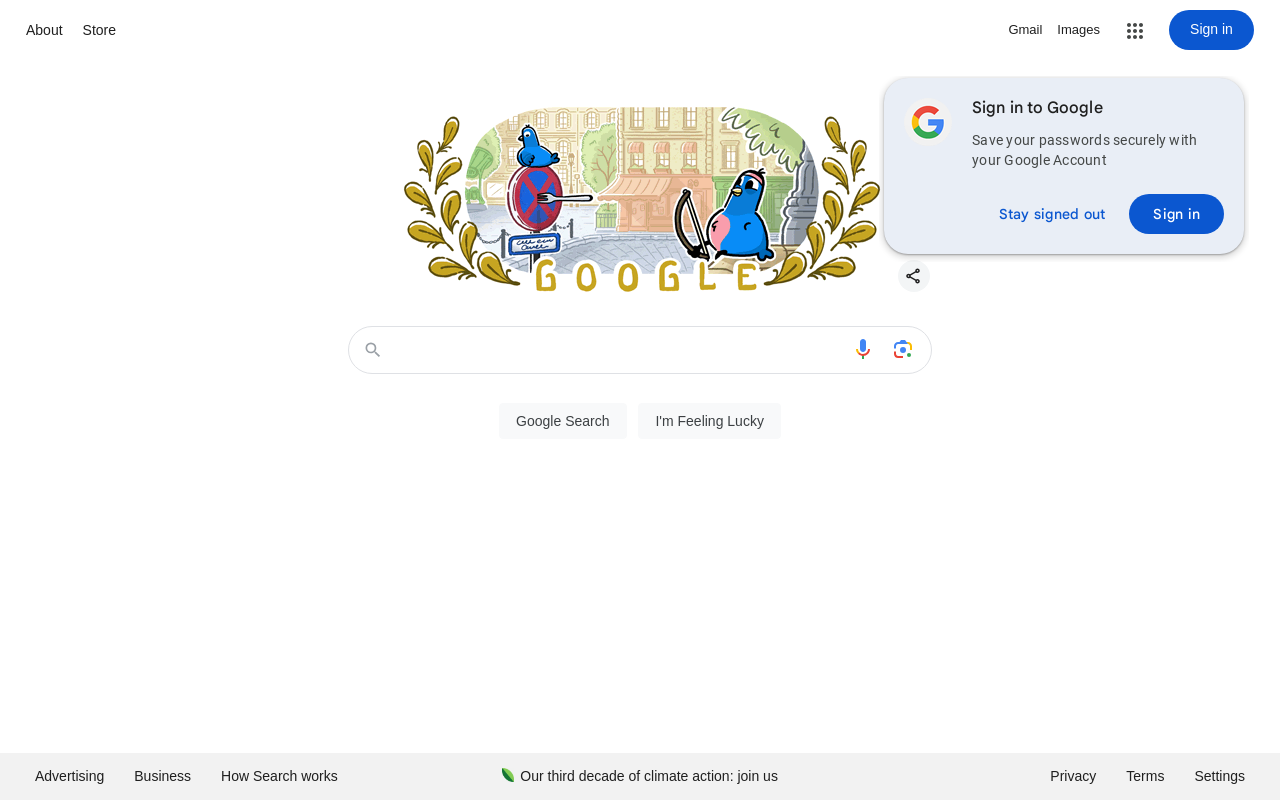 About
Store
Gmail
Images
Sign in
Sign in to Google
Save your passwords securely with
your Google Account
Stay signed out
Sign in
GOOGLE
Google Search
I'm Feeling Lucky
Advertising
Business
How Search works
Our third decade of climate action: join us
Privacy
Terms
Settings